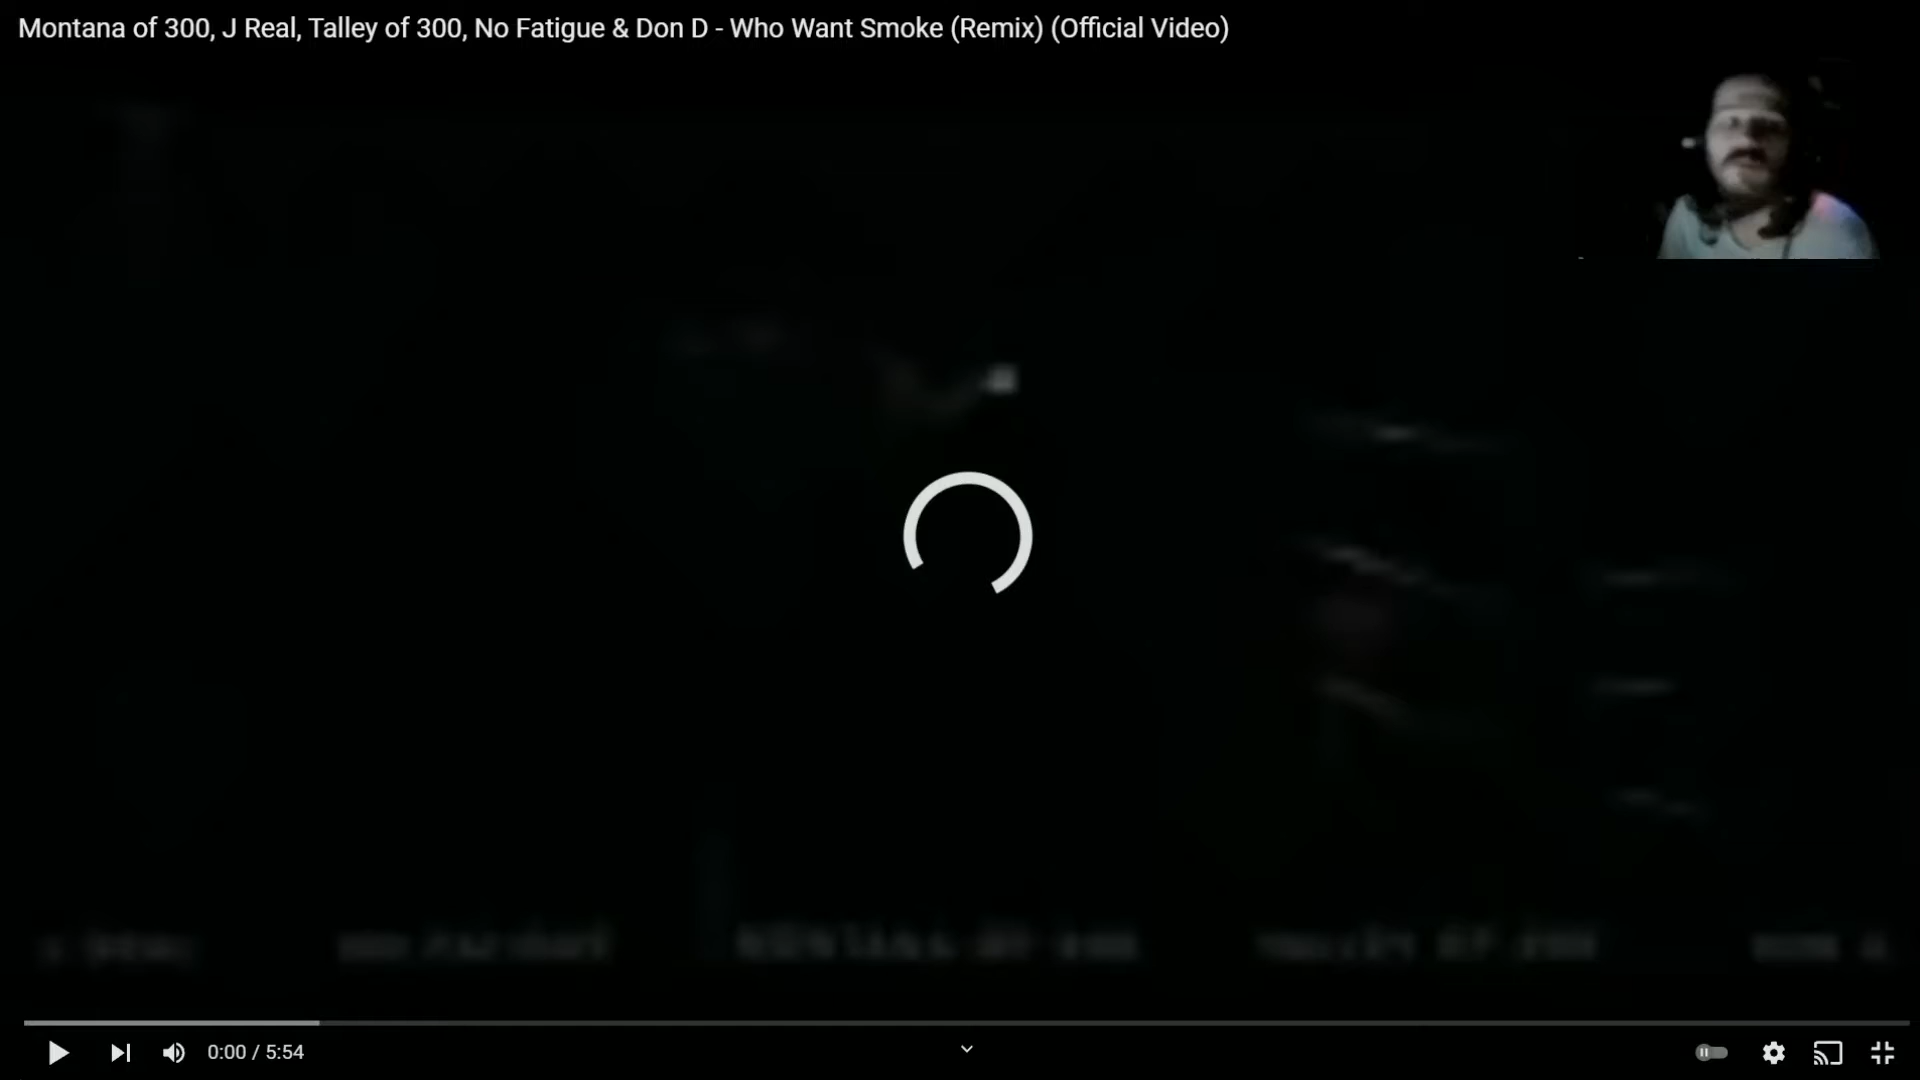 Montana of 300, J Real, Talley of 300, No Fatigue & Don D - Who Want Smoke (Remix) (Official Video)
0:00 / 5:54